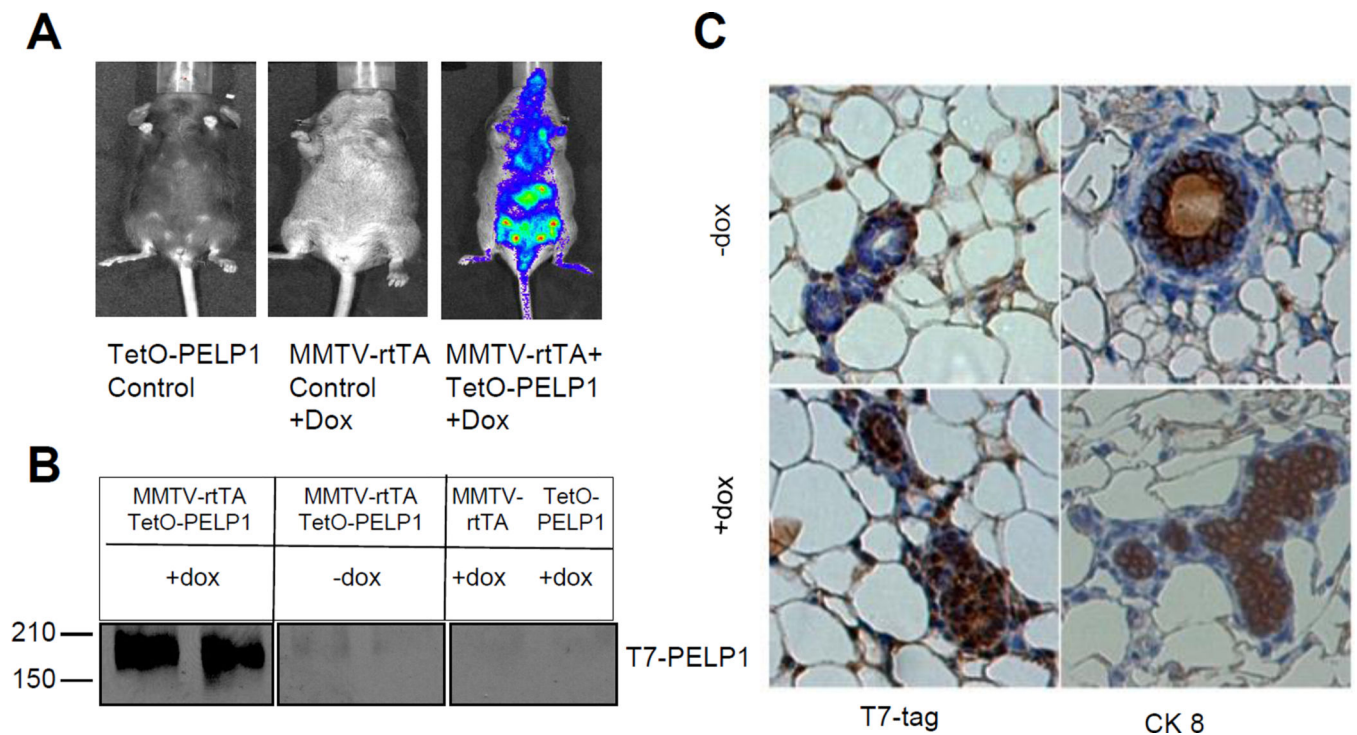 A
TetO-PELP1
Control
MMTV-rtTA
Control
+Dox
MMTV-rtTA+
TetO-PELP1
+Dox
B
MMTV-rtTA
TetO-PELP1
MMTV-rtTA
TetO-PELP1
MMTV-
rtTA
TetO-
PELP1
+dox
-dox
+dox
+dox
210
150
T7-PELP1
C
-dox
+dox
T7-tag
CK 8